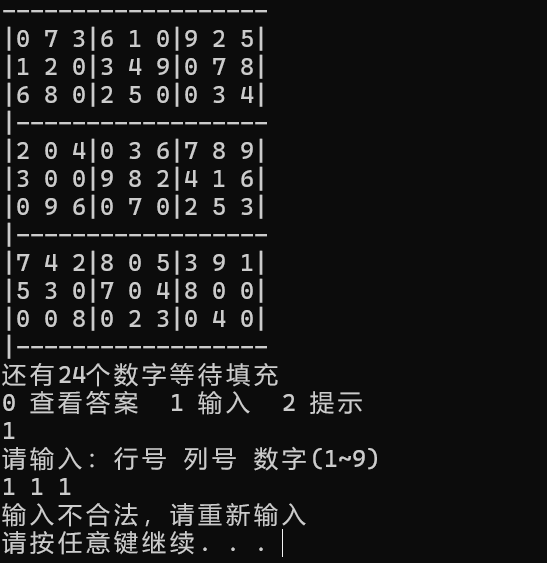 -------------------
|0 7 3|6 1 0|9 2 5|
|1 2 0|3 4 9|0 7 8|
|6 8 0|2 5 0|0 3 4|
|------------------
|2 0 4|0 3 6|7 8 9|
|3 0 0|9 8 2|4 1 6|
|0 9 6|0 7 0|2 5 3|
|------------------
|7 4 2|8 0 5|3 9 1|
|5 3 0|7 0 4|8 0 0|
|0 0 8|0 2 3|0 4 0|
|------------------
还有24个数字等待填充
0 查看答案  1 输入  2 提示
1
请输入: 行号 列号 数字(1~9)
1 1 1
输入不合法, 请重新输入
请按任意键继续. . .